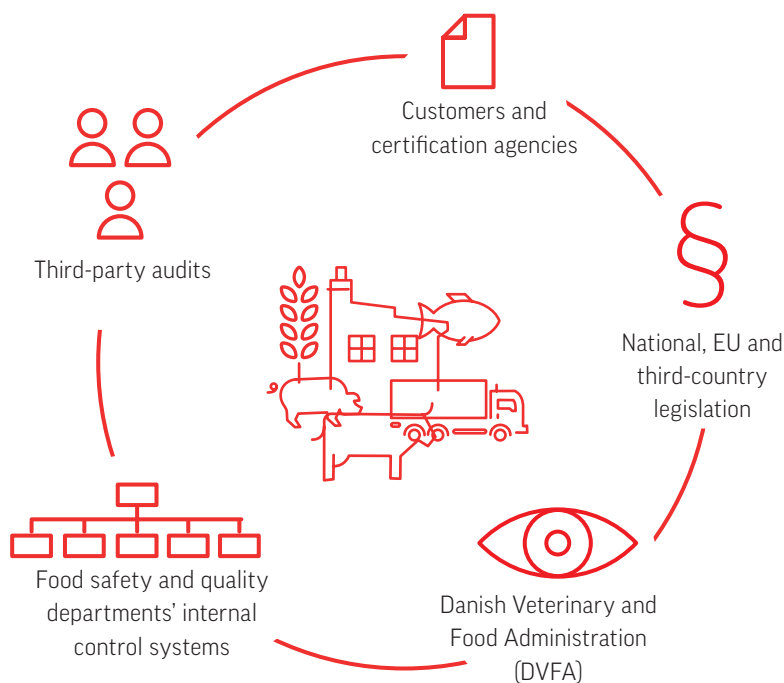 Customers and
certification agencies
Third-party audits
National, EU and
third-country
legislation
Food safety and quality
departments’ internal
control systems
Danish Veterinary and
Food Administration
(DVFA)